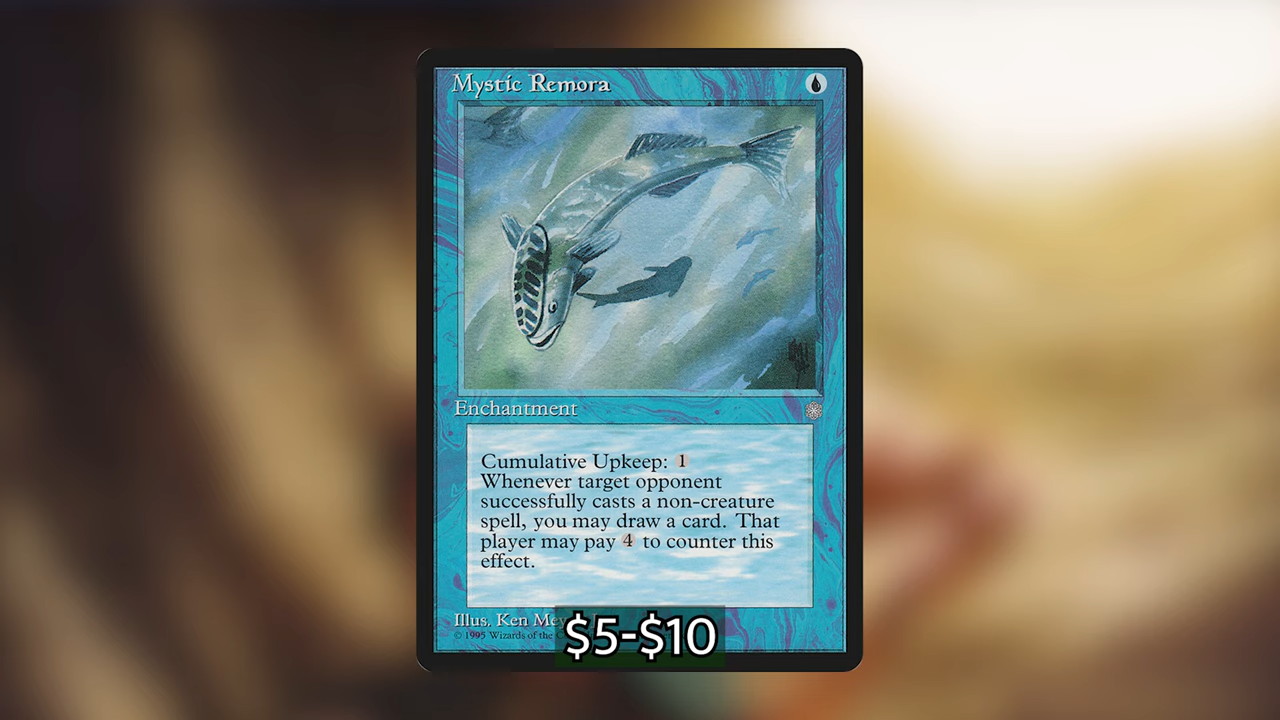 Mystic Remora
Enchantment
Cumulative Upkeep: 1
Whenever target opponent
successfully casts a non-creature
spell, you may draw a card. That
player may pay 4 to counter this
effect.
Illus. Ken
© 1995 Wizards of the
$5-$10